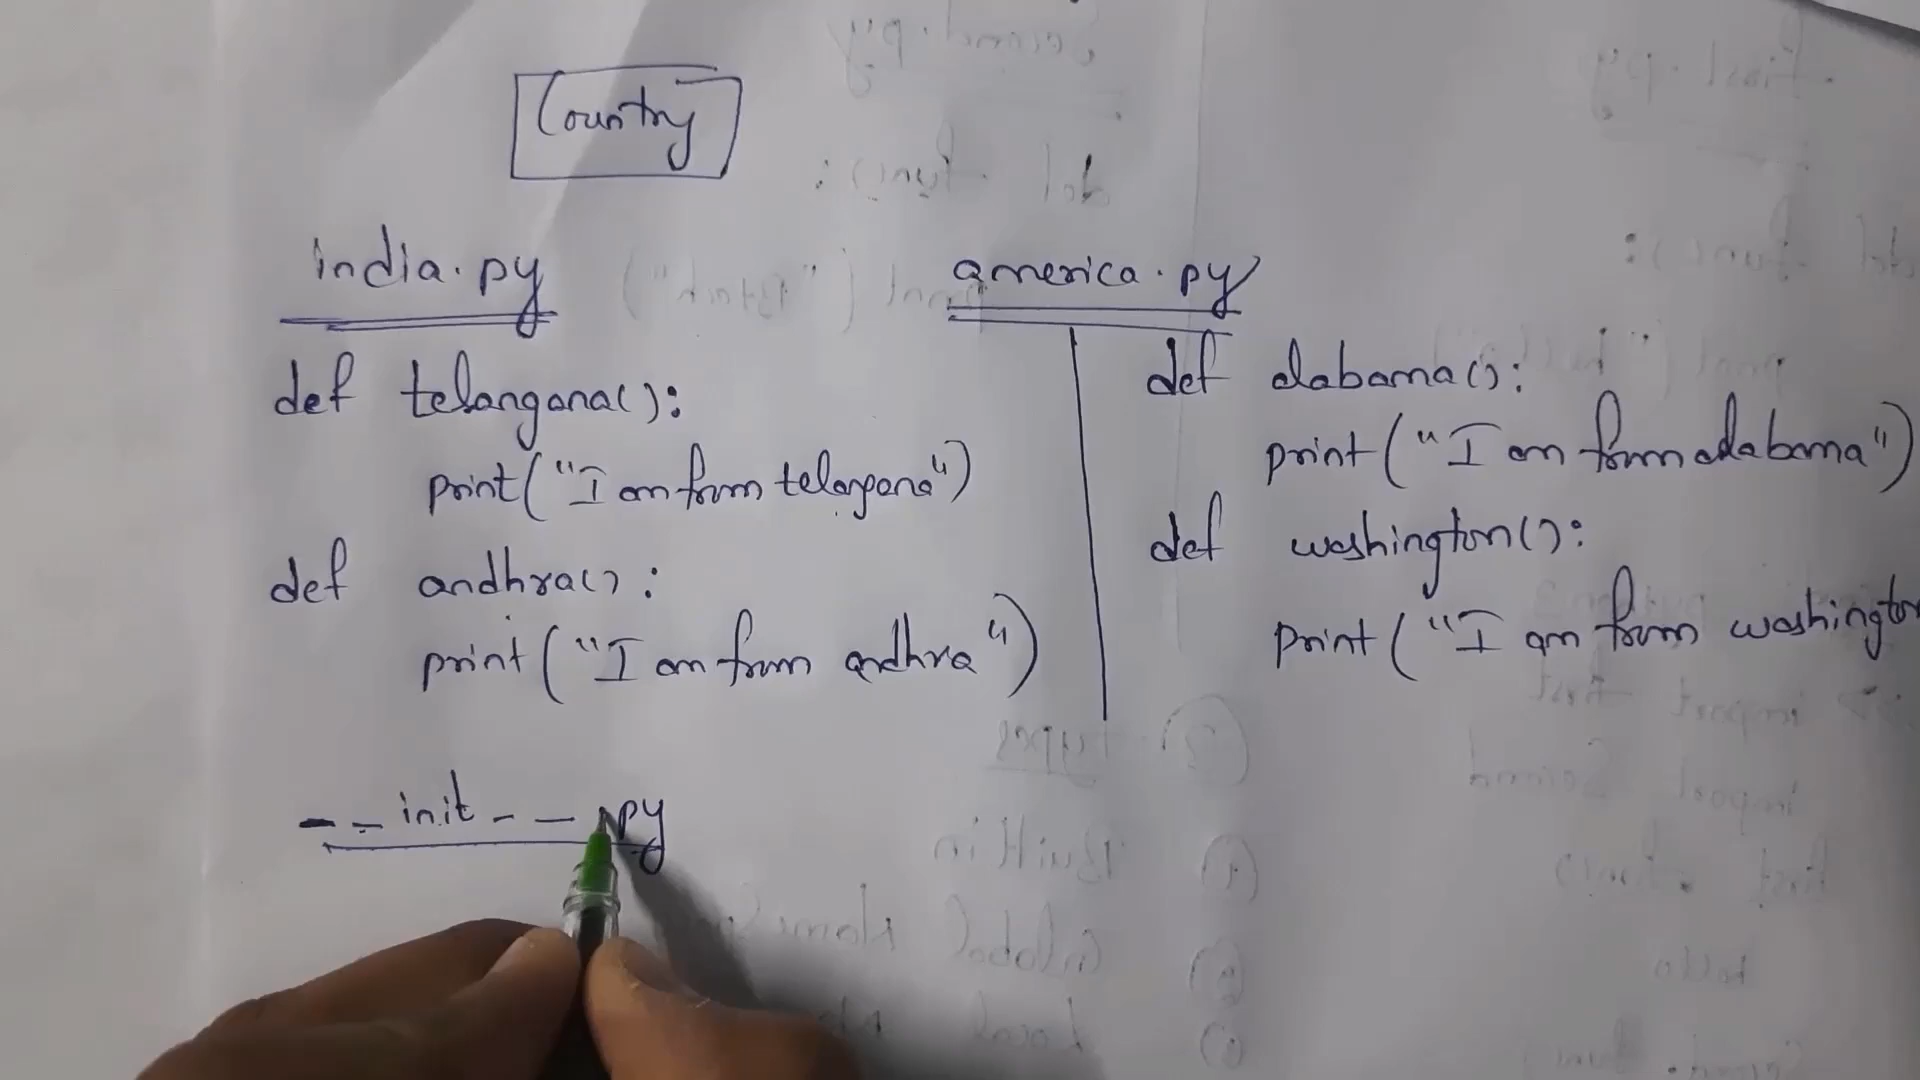 Country
india.py
def telangana():
print("I am from telangana")
def andhra():
print("I am from andhra")
america.py
def alabama():
print("I am from alabama")
def washington():
print("I am from washington
__init__.py